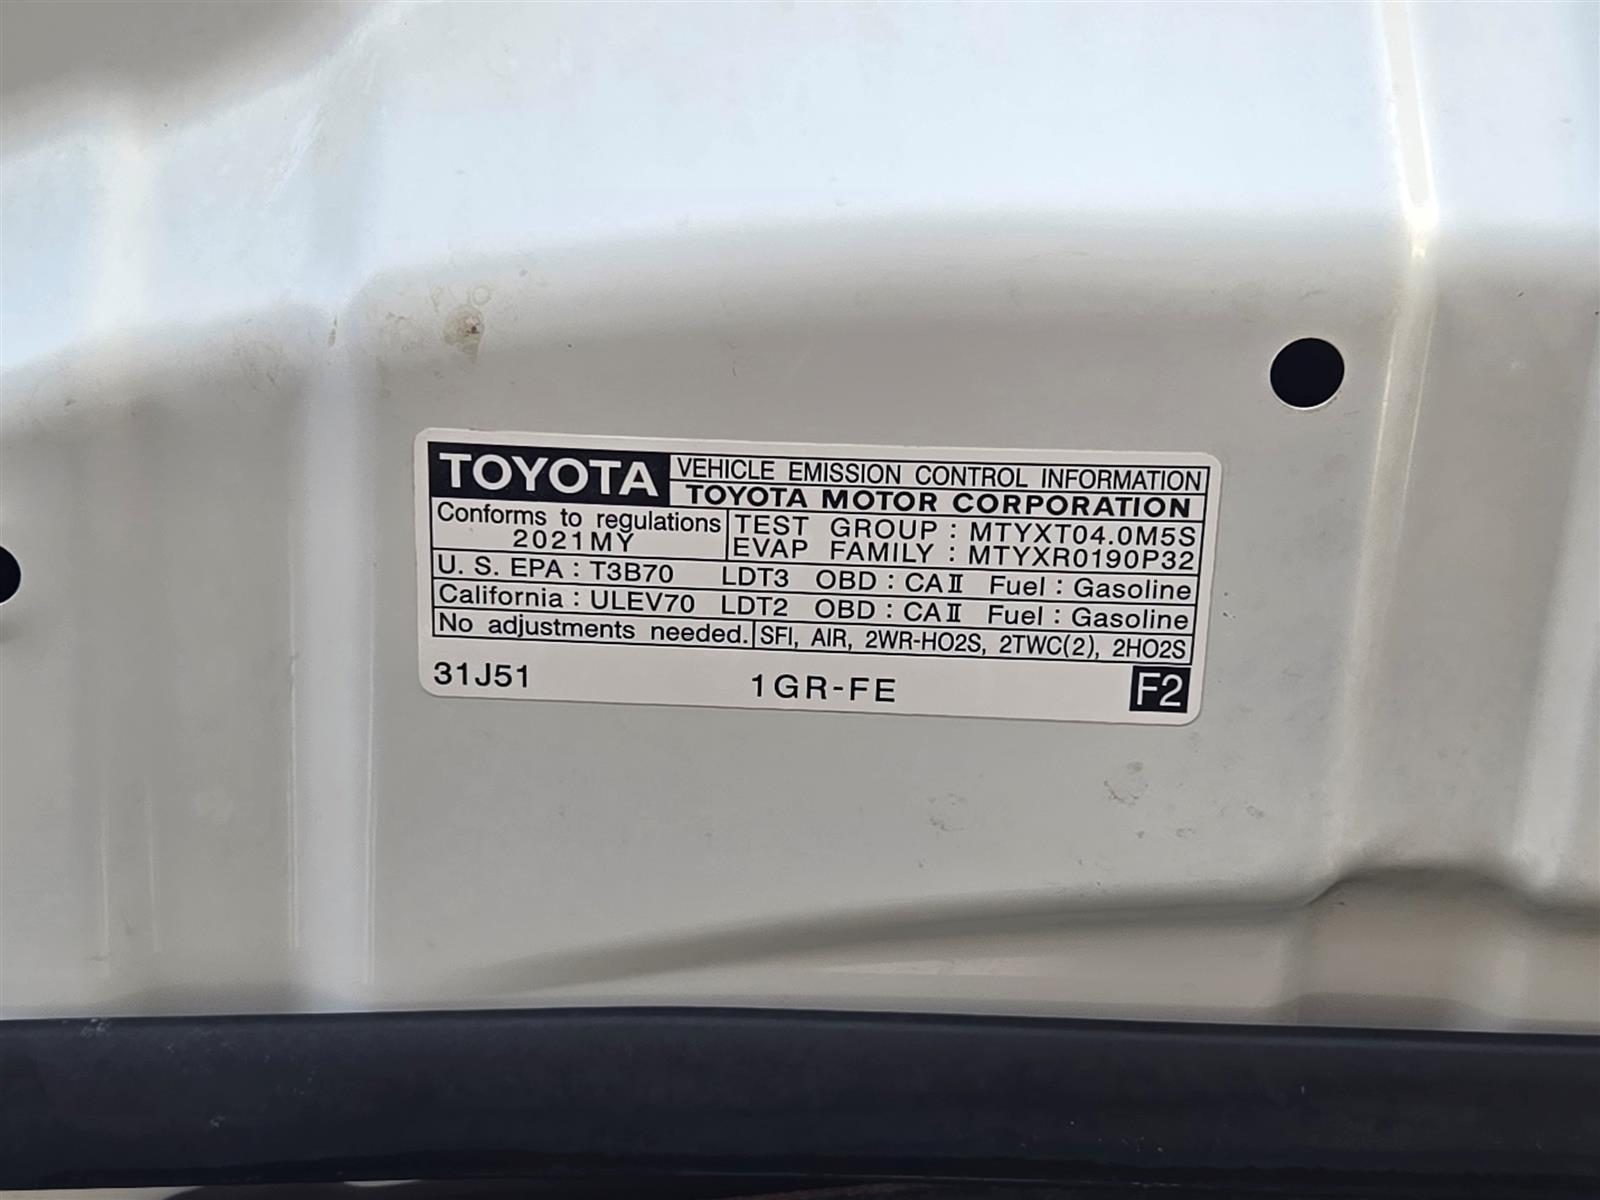 TOYOTA VEHICLE EMISSION CONTROL INFORMATION
TOYOTA MOTOR CORPORATION
Conforms to regulations
2021MY
TEST GROUP : MTYXT04.0M5S
EVAP FAMILY : MTYXR0190P32
U. S. EPA : T3B70 LDT3 OBD : CAⅡ Fuel : Gasoline
California : ULEV70 LDT2 OBD : CAⅡ Fuel : Gasoline
No adjustments needed. SFI, AIR, 2WR-HO2S, 2TWC(2), 2HO2S
31J51 1GR-FE F2